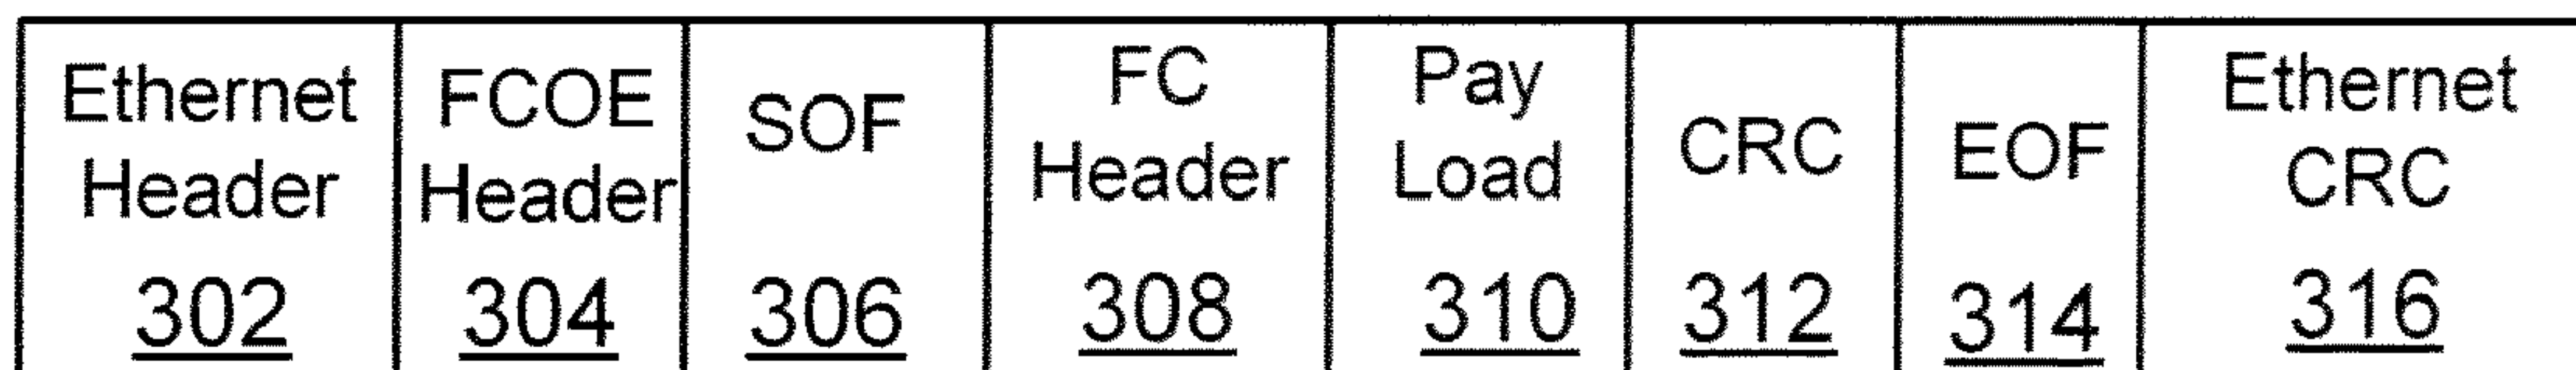 Ethernet Header 302
FCOE Header 304
SOF 306
FC Header 308
Pay Load 310
CRC 312
EOF 314
Ethernet CRC 316